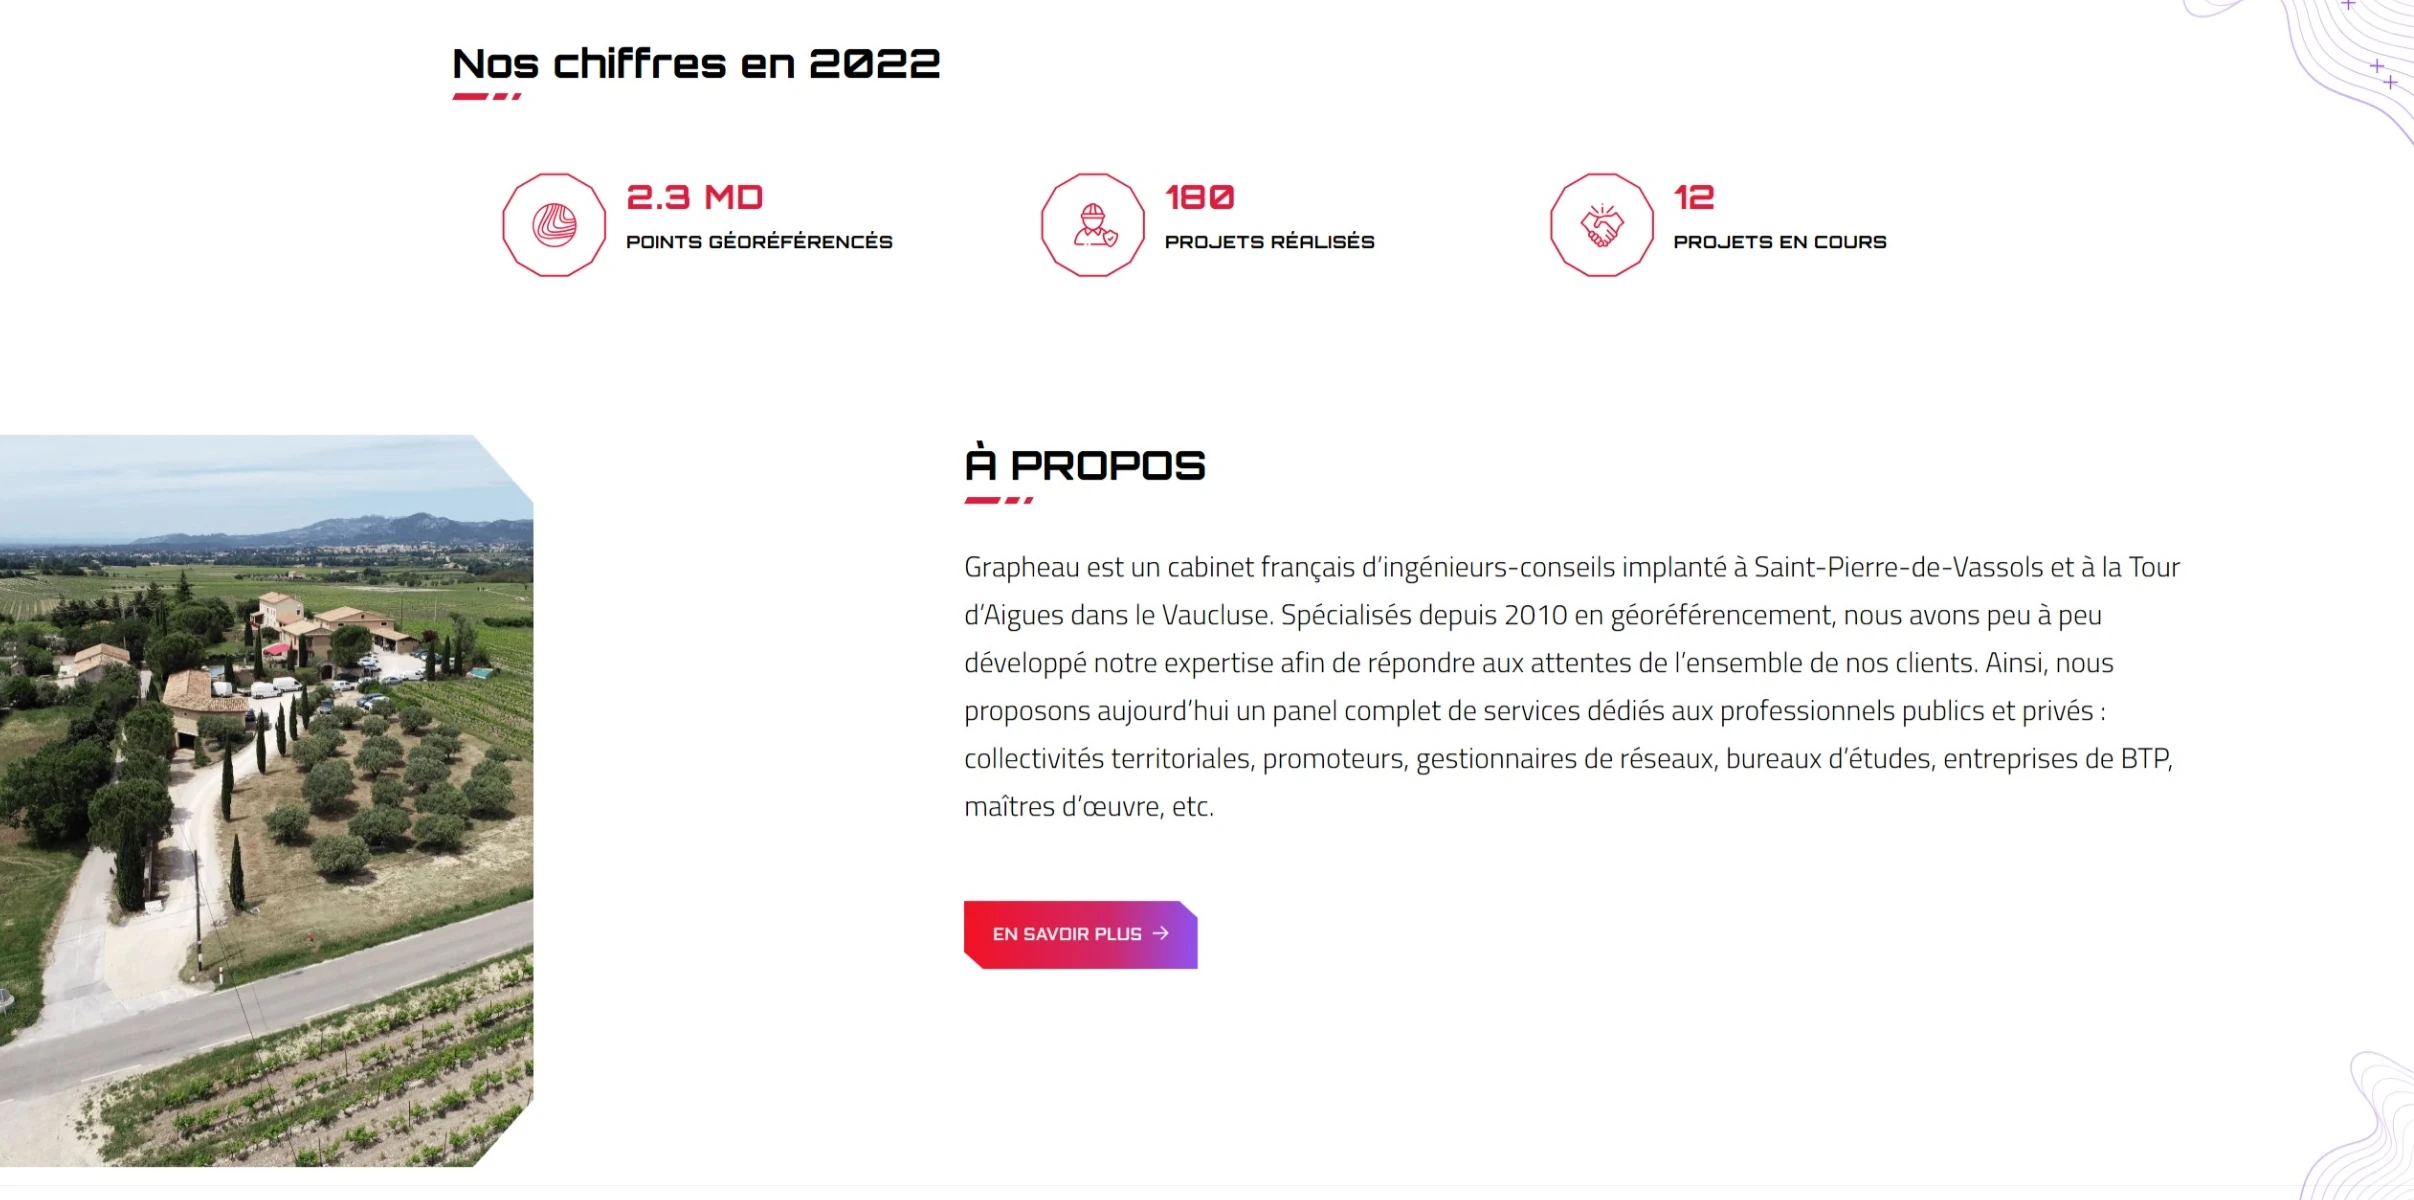 Nos chiffres en 2022
2.3 MD
POINTS GÉORÉFÉRENCÉS
180
PROJETS RÉALISÉS
12
PROJETS EN COURS
À PROPOS
Grapheau est un cabinet français d’ingénieurs-conseils implanté à Saint-Pierre-de-Vassols et à la Tour
d’Aigues dans le Vaucluse. Spécialisés depuis 2010 en géoréférencement, nous avons peu à peu
développé notre expertise afin de répondre aux attentes de l’ensemble de nos clients. Ainsi, nous
proposons aujourd’hui un panel complet de services dédiés aux professionnels publics et privés :
collectivités territoriales, promoteurs, gestionnaires de réseaux, bureaux d’études, entreprises de BTP,
maîtres d’œuvre, etc.
EN SAVOIR PLUS →